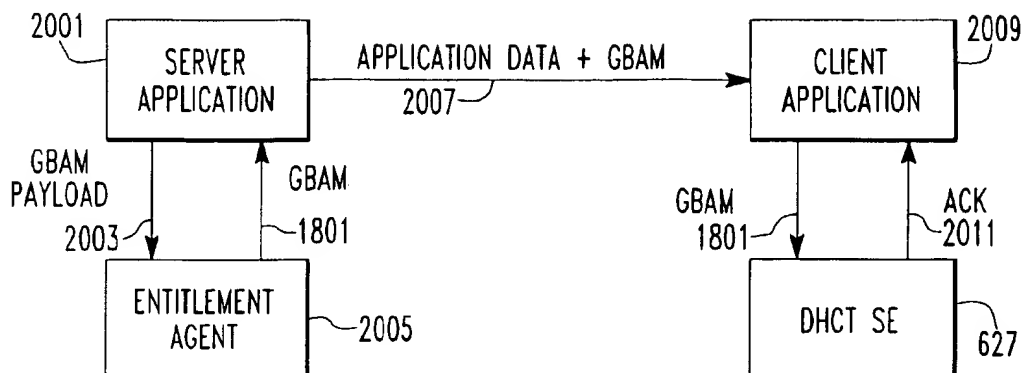 2001
SERVER
APPLICATION
APPLICATION DATA + GBAM
2007
CLIENT
APPLICATION
2009
GBAM
PAYLOAD
2003
GBAM
1801
GBAM
1801
ACK
2011
ENTITLEMENT
AGENT
2005
DHCT SE
627